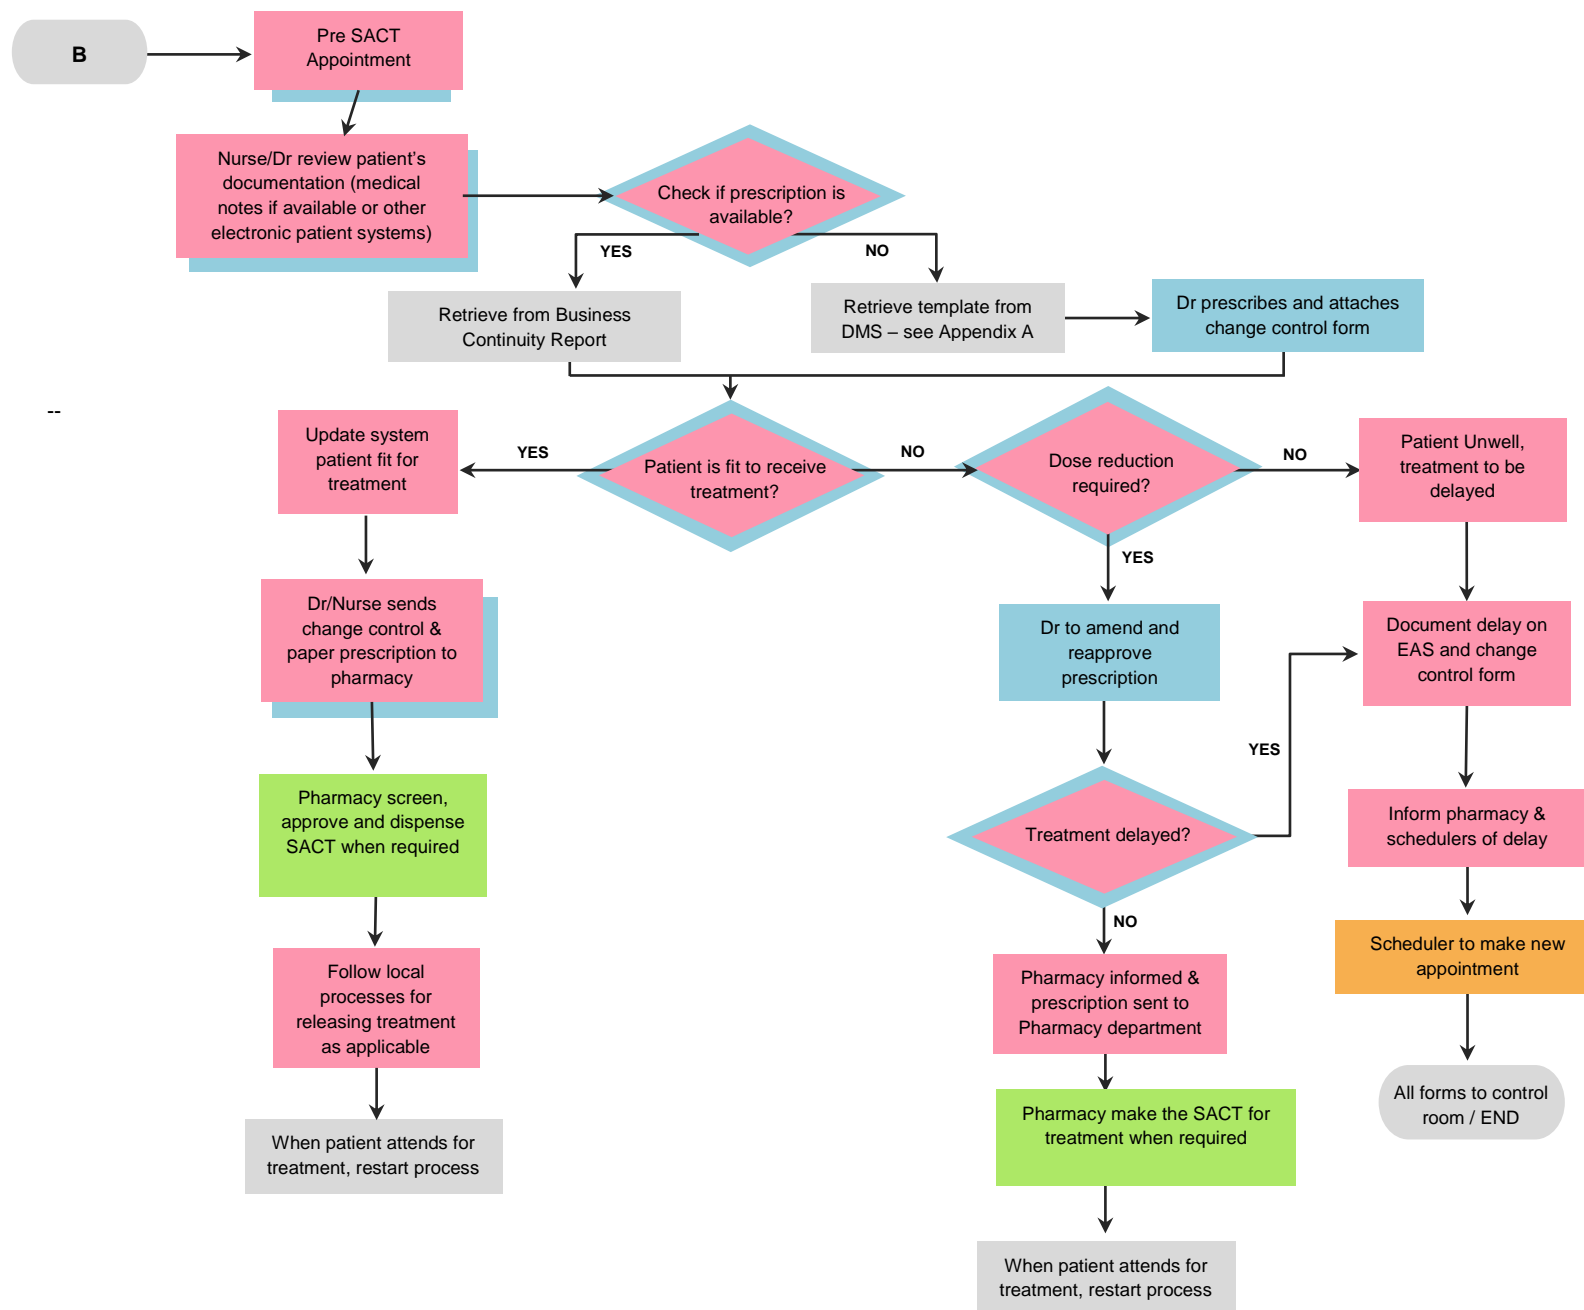 B
Pre SACT
Appointment
Nurse/Dr review patient’s
documentation (medical
notes if available or other
electronic patient systems)
Check if prescription is
available?
YES
NO
Retrieve from Business
Continuity Report
Retrieve template from
DMS – see Appendix A
Dr prescribes and attaches
change control form
--
Update system
patient fit for
treatment
YES
Patient is fit to receive
treatment?
NO
Dose reduction
required?
NO
Patient Unwell,
treatment to be
delayed
YES
Dr/Nurse sends
change control &
paper prescription to
pharmacy
Dr to amend and
reapprove
prescription
Document delay on
EAS and change
control form
YES
Pharmacy screen,
approve and dispense
SACT when required
Treatment delayed?
Inform pharmacy &
schedulers of delay
NO
Follow local
processes for
releasing treatment
as applicable
Pharmacy informed &
prescription sent to
Pharmacy department
Scheduler to make new
appointment
When patient attends for
treatment, restart process
Pharmacy make the SACT for
treatment when required
All forms to control
room / END
When patient attends for
treatment, restart process